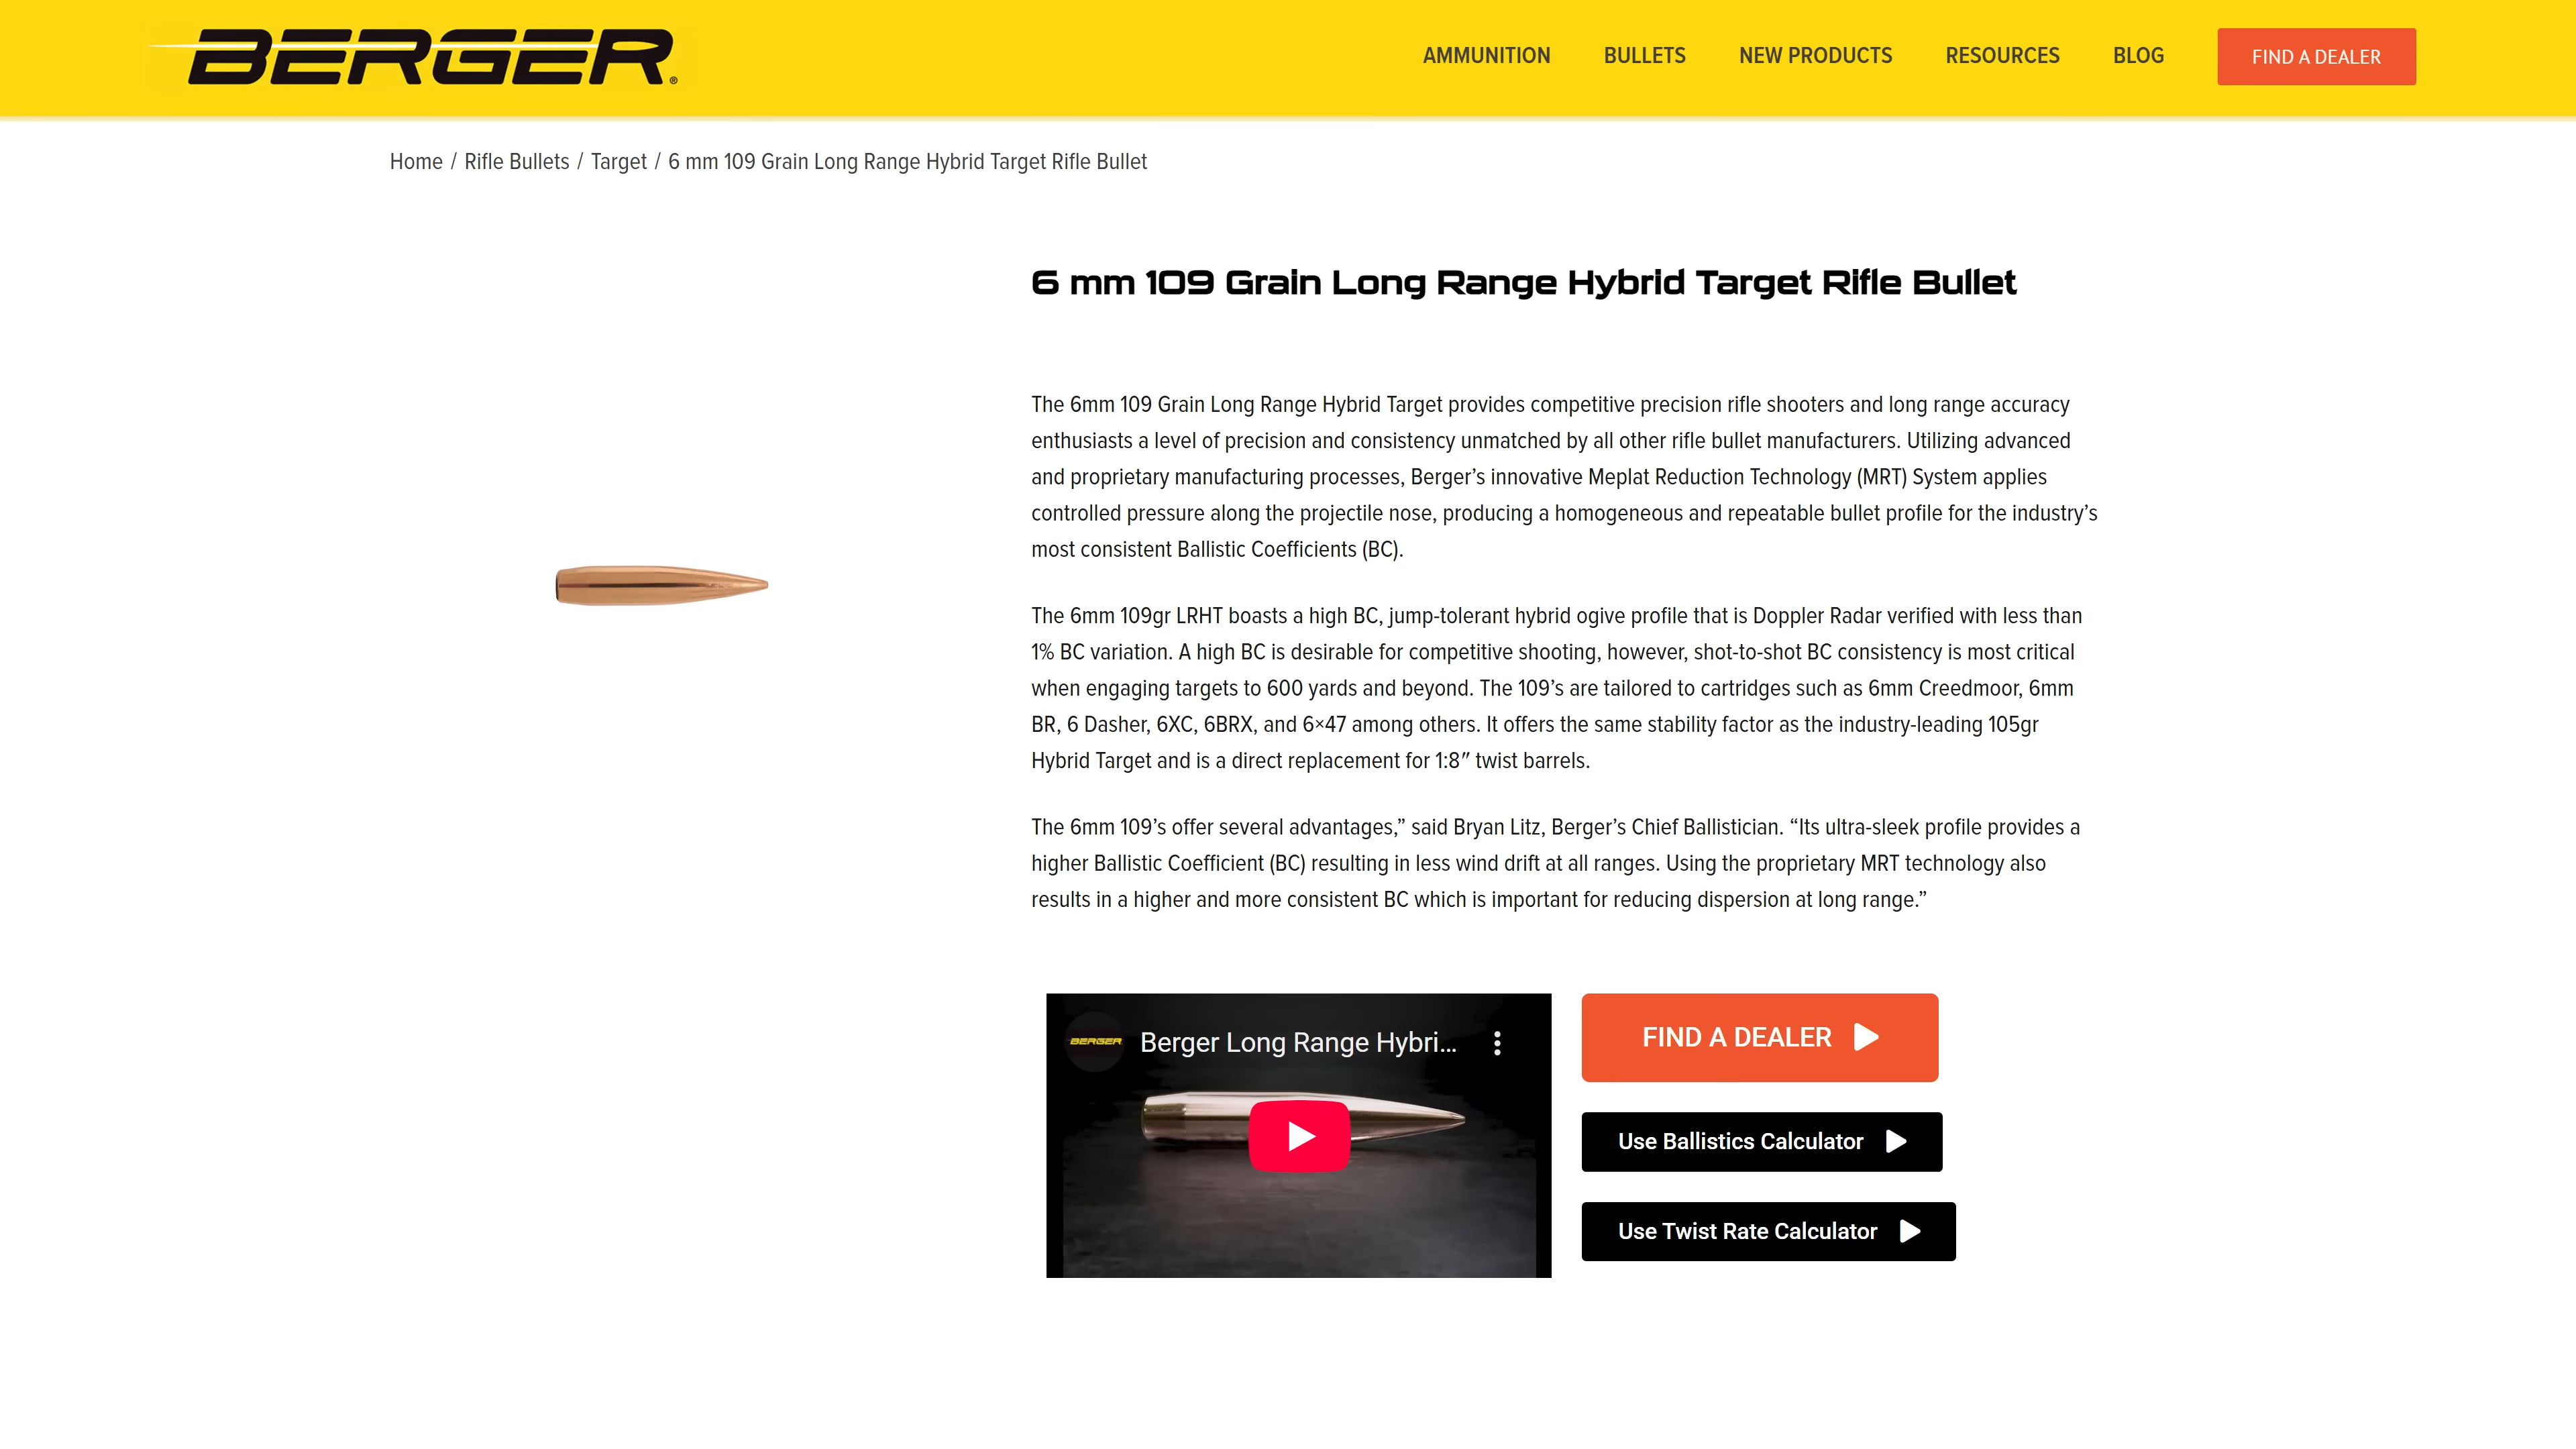 BERGER®
AMMUNITION
BULLETS
NEW PRODUCTS
RESOURCES
BLOG
FIND A DEALER
Home / Rifle Bullets / Target / 6 mm 109 Grain Long Range Hybrid Target Rifle Bullet
6 mm 109 Grain Long Range Hybrid Target Rifle Bullet
The 6mm 109 Grain Long Range Hybrid Target provides competitive precision rifle shooters and long range accuracy
enthusiasts a level of precision and consistency unmatched by all other rifle bullet manufacturers. Utilizing advanced
and proprietary manufacturing processes, Berger’s innovative Meplat Reduction Technology (MRT) System applies
controlled pressure along the projectile nose, producing a homogeneous and repeatable bullet profile for the industry’s
most consistent Ballistic Coefficients (BC).
The 6mm 109gr LRHT boasts a high BC, jump-tolerant hybrid ogive profile that is Doppler Radar verified with less than
1% BC variation. A high BC is desirable for competitive shooting, however, shot-to-shot BC consistency is most critical
when engaging targets to 600 yards and beyond. The 109’s are tailored to cartridges such as 6mm Creedmoor, 6mm
BR, 6 Dasher, 6XC, 6BRX, and 6×47 among others. It offers the same stability factor as the industry-leading 105gr
Hybrid Target and is a direct replacement for 1:8″ twist barrels.
The 6mm 109’s offer several advantages,” said Bryan Litz, Berger’s Chief Ballistician. “Its ultra-sleek profile provides a
higher Ballistic Coefficient (BC) resulting in less wind drift at all ranges. Using the proprietary MRT technology also
results in a higher and more consistent BC which is important for reducing dispersion at long range.”
BERGER
Berger Long Range Hybri...
FIND A DEALER
Use Ballistics Calculator
Use Twist Rate Calculator